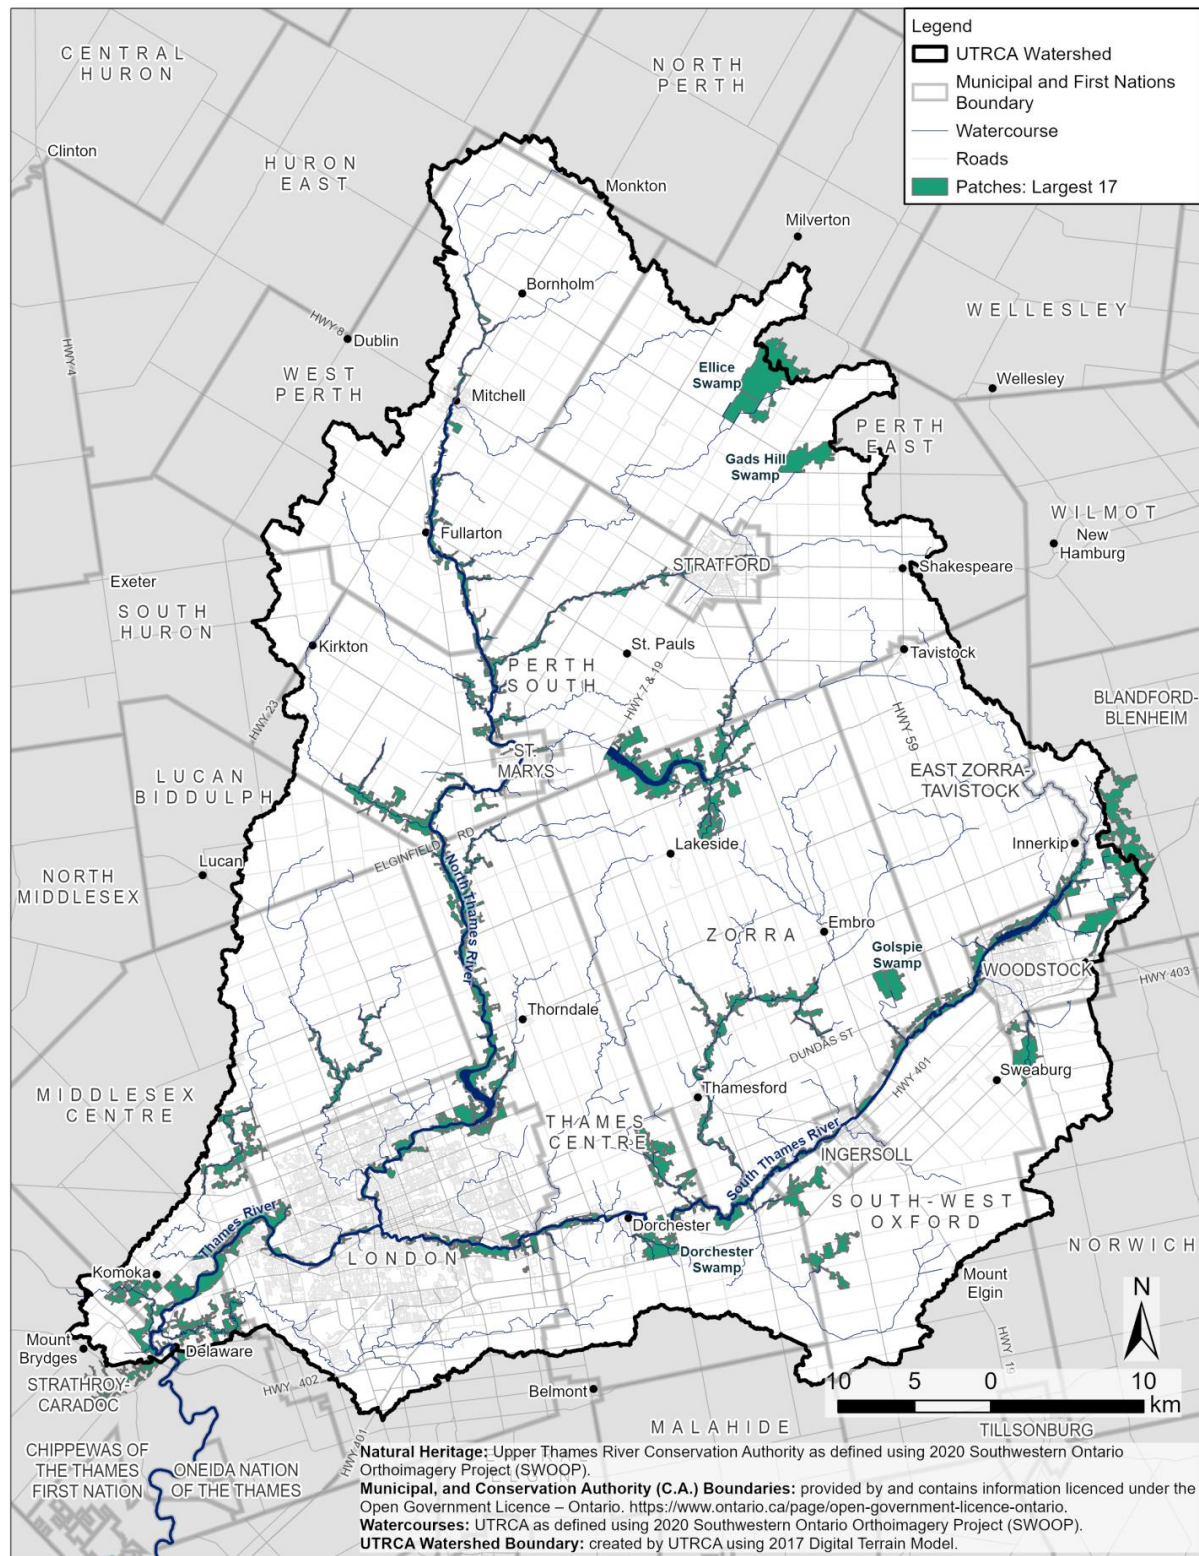 Legend
UTRCA Watershed
Municipal and First Nations
Boundary
Watercourse
Roads
Patches: Largest 17
CENTRAL
HURON
NORTH
PERTH
Clinton
HURON
EAST
Monkton
Milverton
Bornholm
WELLESLEY
HWY 8
Dublin
HWY 4
WEST
PERTH
Ellice
Swamp
Wellesley
Mitchell
PERTH
EAST
Gads Hill
Swamp
WILMOT
New
Hamburg
Fullarton
STRATFORD
Shakespeare
Exeter
SOUTH
HURON
Kirkton
St. Pauls
Tavistock
PERTH
SOUTH
HWY 7 & 19
HWY 23
HWY 59
BLANDFORD-
BLENHEIM
ST.
MARYS
LUCAN
BIDDULPH
EAST ZORRA-
TAVISTOCK
ELGINFIELD RD
Lakeside
Innerkip
Lucan
NORTH
MIDDLESEX
North Thames River
ZORRA
Embro
Golspie
Swamp
WOODSTOCK
HWY 403
Thorndale
DUNDAS ST
HWY 401
Sweaburg
MIDDLESEX
CENTRE
Thamesford
THAMES
CENTRE
INGERSOLL
South Thames River
SOUTH-WEST
OXFORD
Thames River
Dorchester
LONDON
Dorchester
Swamp
NORWICH
Komoka
Mount
Elgin
N
Mount
Brydges
Delaware
HWY 19
STRATHROY-
CARADOC
HWY 402
Belmont
10 5 0 10
km
MALAHIDE
TILLSONBURG
HWY 401
CHIPPEWAS OF
THE THAMES
FIRST NATION
ONEIDA NATION
OF THE THAMES
Natural Heritage: Upper Thames River Conservation Authority as defined using 2020 Southwestern Ontario
Orthoimagery Project (SWOOP).
Municipal, and Conservation Authority (C.A.) Boundaries: provided by and contains information licenced under the
Open Government Licence – Ontario. https://www.ontario.ca/page/open-government-licence-ontario.
Watercourses: UTRCA as defined using 2020 Southwestern Ontario Orthoimagery Project (SWOOP).
UTRCA Watershed Boundary: created by UTRCA using 2017 Digital Terrain Model.